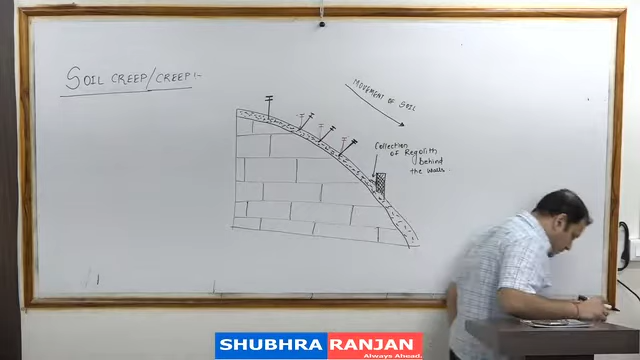 SOIL CREEP/CREEP:-
MOVEMENT OF SOIL
Collection
of Regolith
behind
the walls.
SHUBHRA RANJAN
Always Ahead.